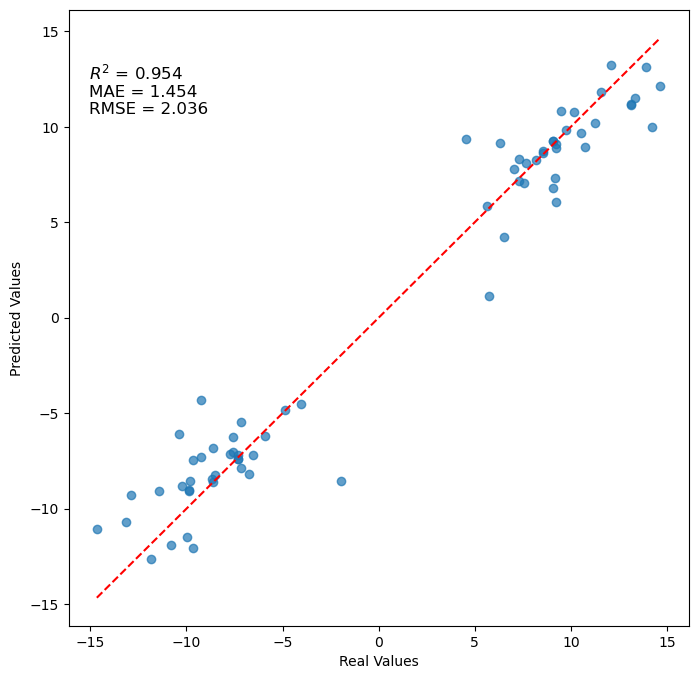 15
R² = 0.954
MAE = 1.454
RMSE = 2.036
10
5
0
−5
−10
−15
Predicted Values
−15 −10 −5 0 5 10 15
Real Values